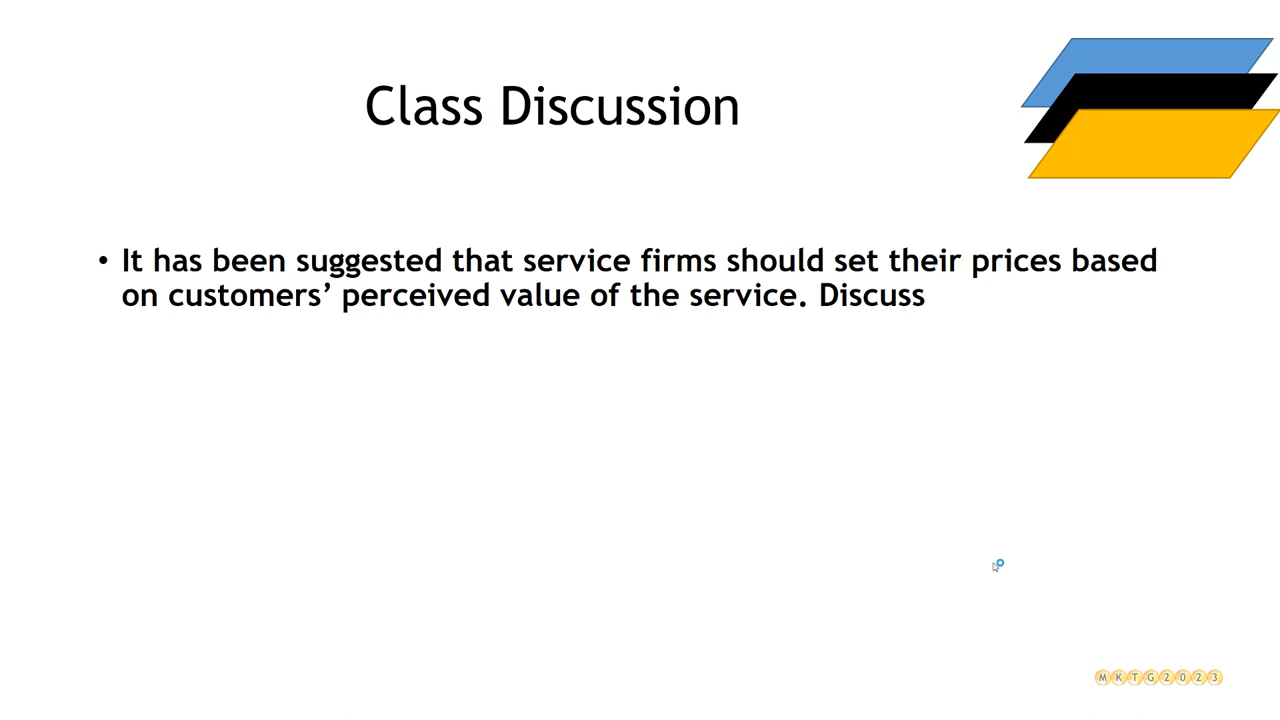 Class Discussion
• It has been suggested that service firms should set their prices based
on customers’ perceived value of the service. Discuss
MKTG2023